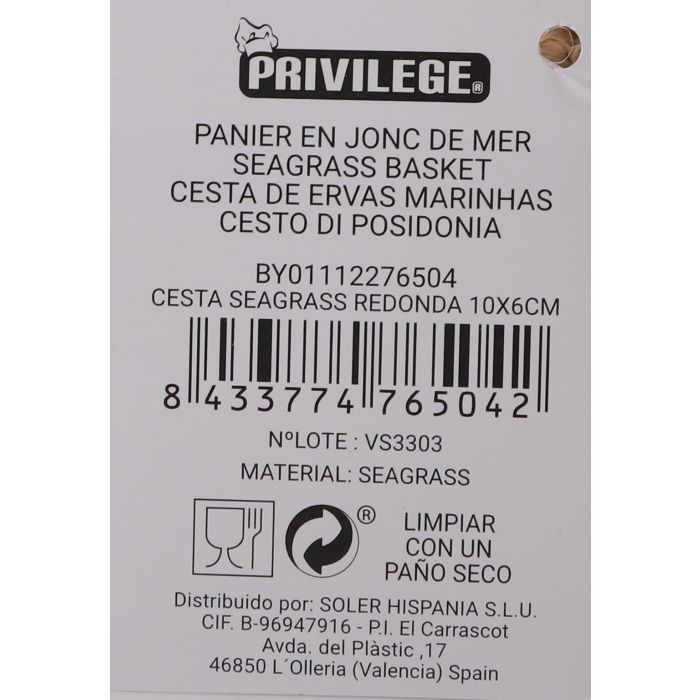 PRIVILEGE®
PANIER EN JONC DE MER
SEAGRASS BASKET
CESTA DE ERVAS MARINHAS
CESTO DI POSIDONIA
BY01112276504
CESTA SEAGRASS REDONDA 10X6CM
8 433774 765042
NºLOTE : VS3303
MATERIAL: SEAGRASS
®
LIMPIAR
CON UN
PAÑO SECO
Distribuido por: SOLER HISPANIA S.L.U.
CIF. B-96947916 - P.I. El Carrascot
Avda. del Plàstic ,17
46850 L´Olleria (Valencia) Spain